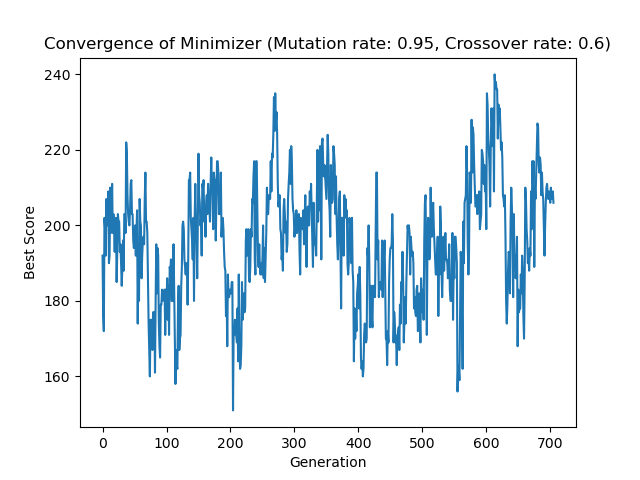 Convergence of Minimizer (Mutation rate: 0.95, Crossover rate: 0.6)
240
220
200
180
160
Best Score
0 100 200 300 400 500 600 700
Generation